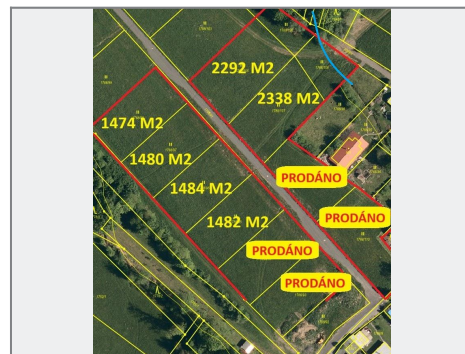 2292 M2
2338 M2
1474 M2
1480 M2
1484 M2
1482 M2
PRODÁNO
PRODÁNO
PRODÁNO
PRODÁNO